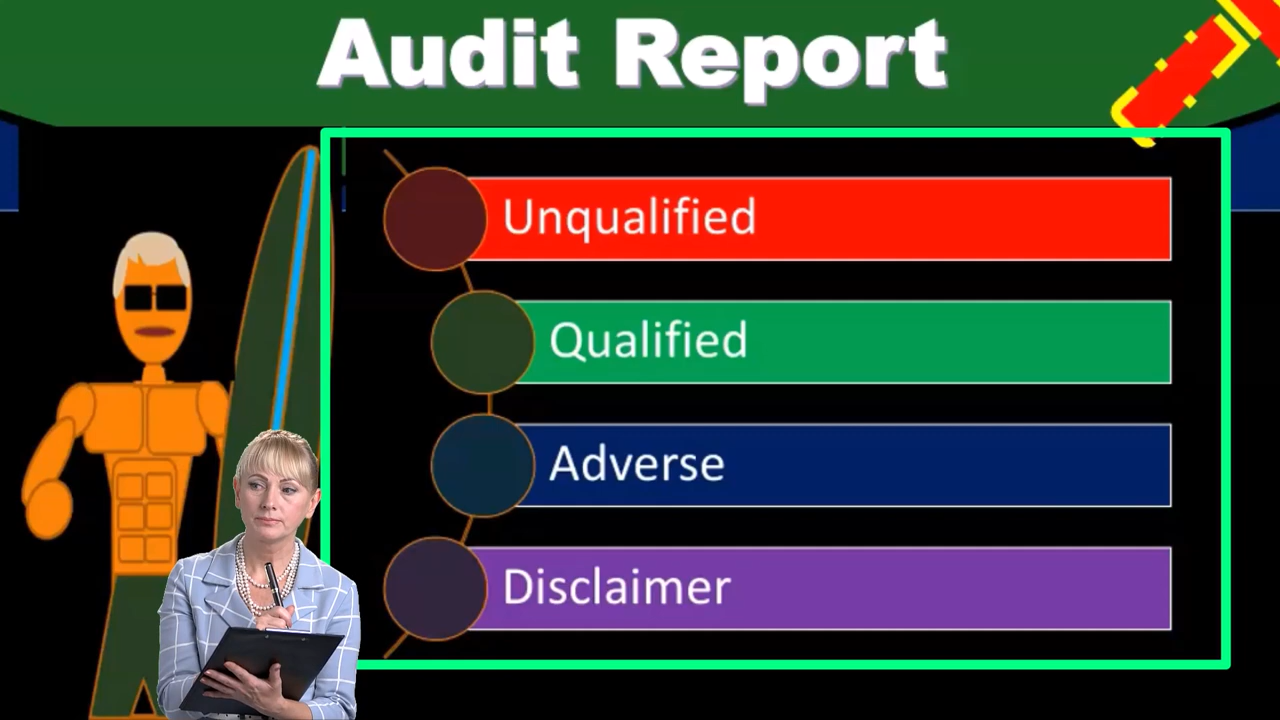 Audit Report
Unqualified
Qualified
Adverse
Disclaimer